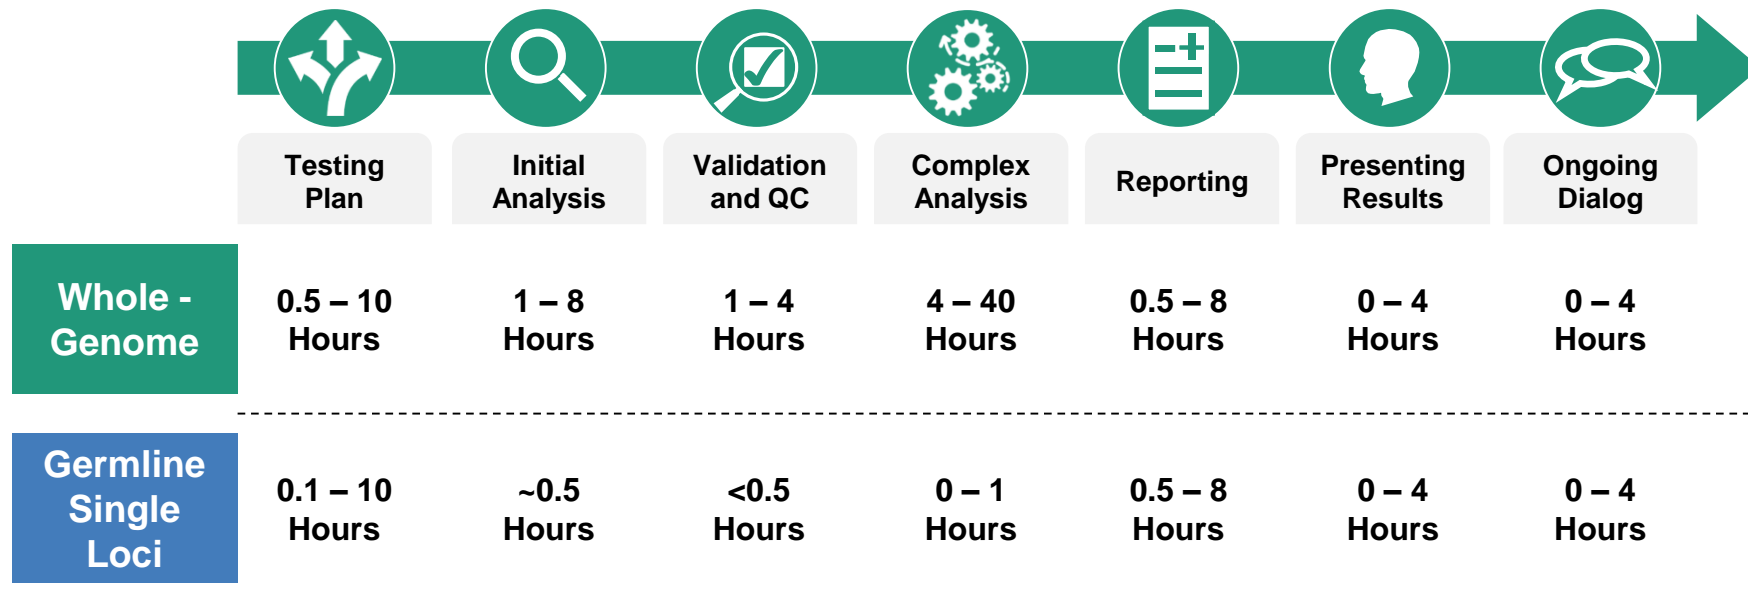 Testing
Plan
Initial
Analysis
Validation
and QC
Complex
Analysis
Reporting
Presenting
Results
Ongoing
Dialog
Whole -
Genome
0.5 – 10
Hours
1 – 8
Hours
1 – 4
Hours
4 – 40
Hours
0.5 – 8
Hours
0 – 4
Hours
0 – 4
Hours
Germline
Single
Loci
0.1 – 10
Hours
~0.5
Hours
<0.5
Hours
0 – 1
Hours
0.5 – 8
Hours
0 – 4
Hours
0 – 4
Hours